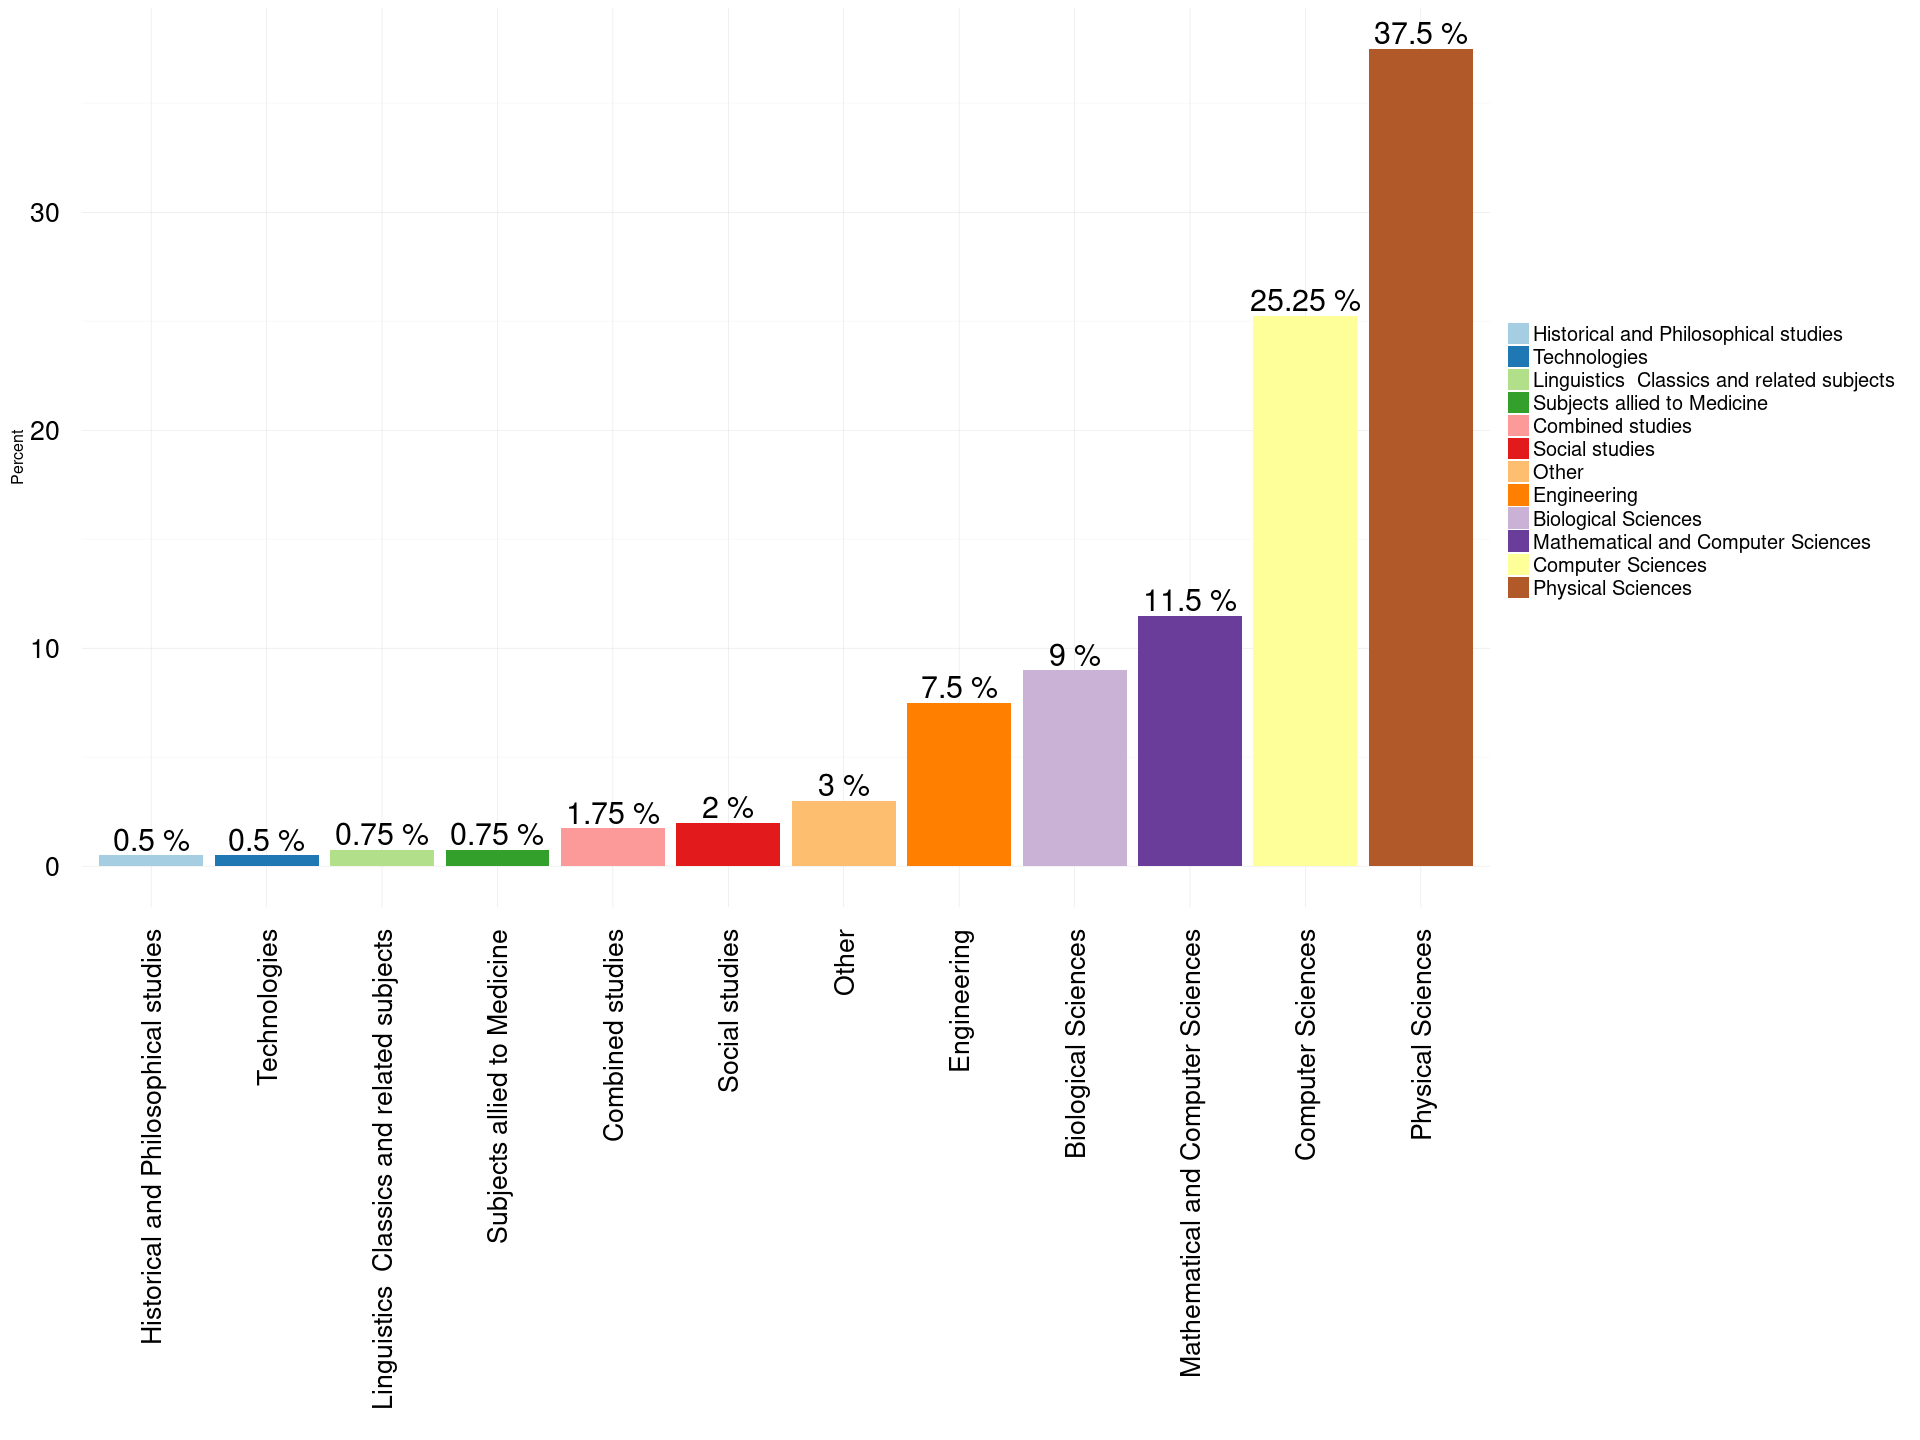 37.5 %
25.25 %
11.5 %
9 %
7.5 %
3 %
2 %
1.75 %
0.75 %
0.75 %
0.5 %
0.5 %
30
20
10
0
Percent
Historical and Philosophical studies
Technologies
Linguistics  Classics and related subjects
Subjects allied to Medicine
Combined studies
Social studies
Other
Engineering
Biological Sciences
Mathematical and Computer Sciences
Computer Sciences
Physical Sciences
Historical and Philosophical studies
Technologies
Linguistics  Classics and related subjects
Subjects allied to Medicine
Combined studies
Social studies
Other
Engineering
Biological Sciences
Mathematical and Computer Sciences
Computer Sciences
Physical Sciences